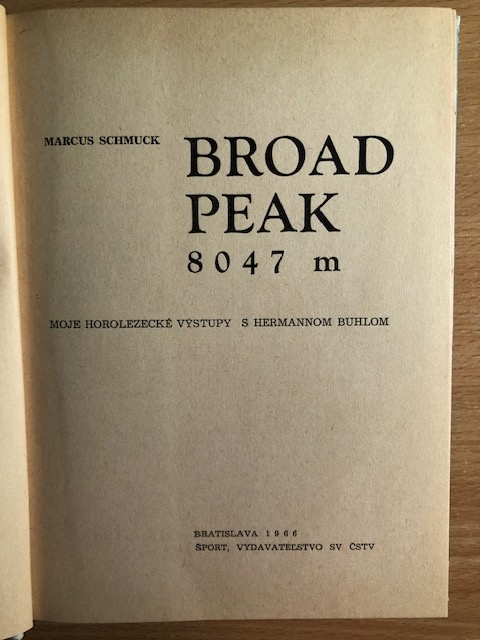 MARCUS SCHMUCK
BROAD
PEAK
8047 m
MOJE HOROLEZECKÉ VÝSTUPY S HERMANNOM BUHLOM
BRATISLAVA 1966
ŠPORT, VYDAVATEĽSTVO SV ČSTV